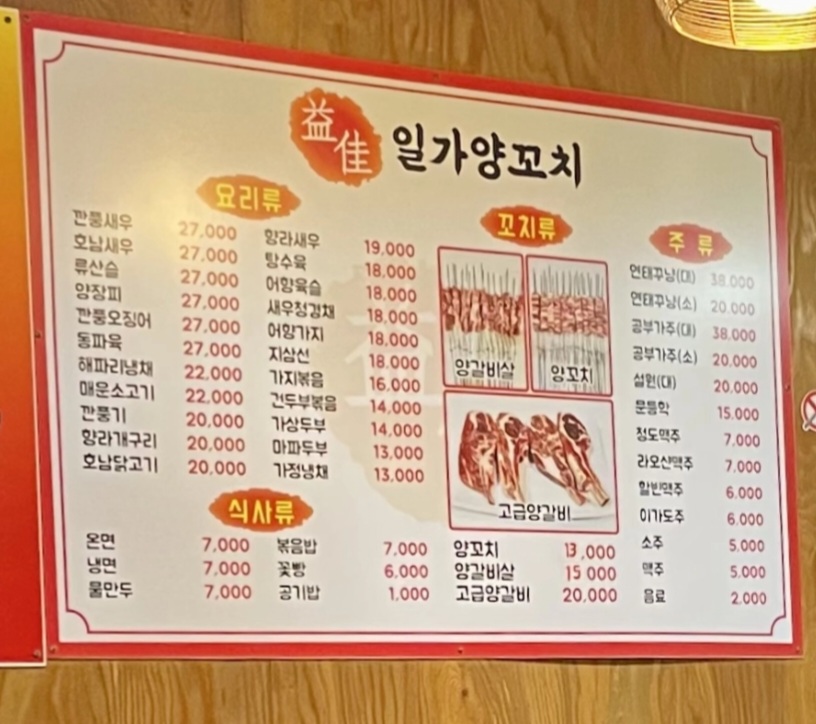 益佳 일가양꼬치
요리류
깐풍새우 27,000
호남새우 27,000
류산슬 27,000
양장피 27,000
깐풍오징어 27,000
동파육 27,000
해파리냉채 22,000
매운소고기 22,000
깐풍기 20,000
향라개구리 20,000
호남닭고기 20,000
향라새우 19,000
탕수육 18,000
어향육슬 18,000
새우청경채 18,000
어향가지 18,000
지삼선 18,000
가지볶음 16,000
건두부볶음 14,000
가상두부 14,000
마파두부 13,000
가정냉채 13,000
식사류
온면 7,000
냉면 7,000
물만두 7,000
볶음밥 7,000
꽃빵 6,000
공기밥 1,000
꼬치류
양갈비살
양꼬치
고급양갈비
양꼬치 13,000
양갈비살 15 000
고급양갈비 20,000
주류
연태꾸냥(대) 38,000
연태꾸냥(소) 20,000
공부가주(대) 38,000
공부가주(소) 20,000
설원(대) 20,000
문등학 15,000
청도맥주 7,000
라오산맥주 7,000
할빈맥주 6,000
이가도주 6,000
소주 5,000
맥주 5,000
음료 2,000